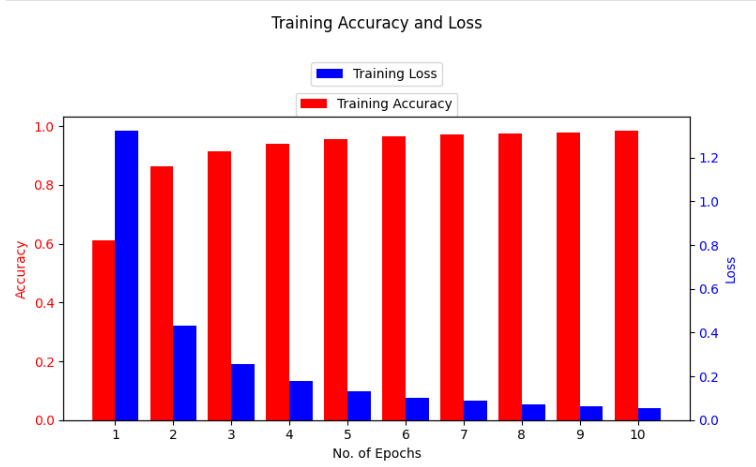 Training Accuracy and Loss
Training Loss
Training Accuracy
1.0
0.8
0.6
0.4
0.2
0.0
Accuracy
1.2
1.0
0.8
0.6
0.4
0.2
0.0
Loss
1 2 3 4 5 6 7 8 9 10
No. of Epochs